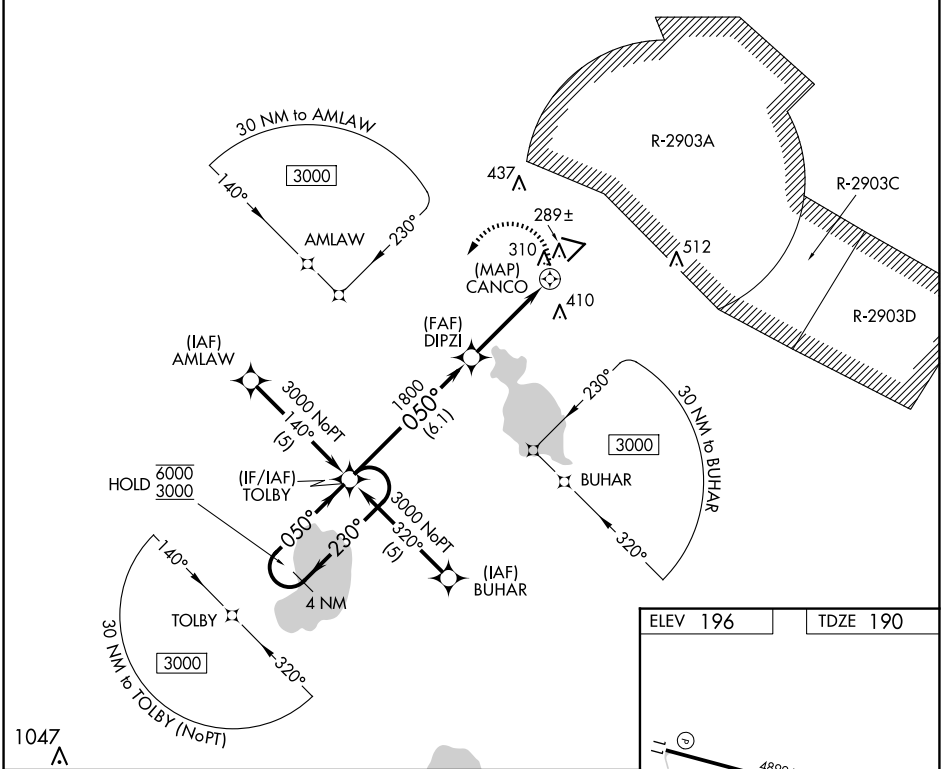 30 NM to AMLAW
3000
140°
230°
AMLAW
R-2903A
R-2903C
R-2903D
437
289±
310
512
(MAP)
CANCO
410
(FAF)
DIPZI
(IAF)
AMLAW
3000 NoPT
140°
(5)
1800
050°
(6.1)
230°
30 NM to BUHAR
3000
BUHAR
320°
HOLD
6000
3000
(IF/IAF)
TOLBY
050°
230°
3000 NoPT
320°
(5)
(IAF)
BUHAR
4 NM
140°
TOLBY
320°
3000
30 NM to TOLBY (NoPT)
1047
ELEV 196
TDZE 190
11
P